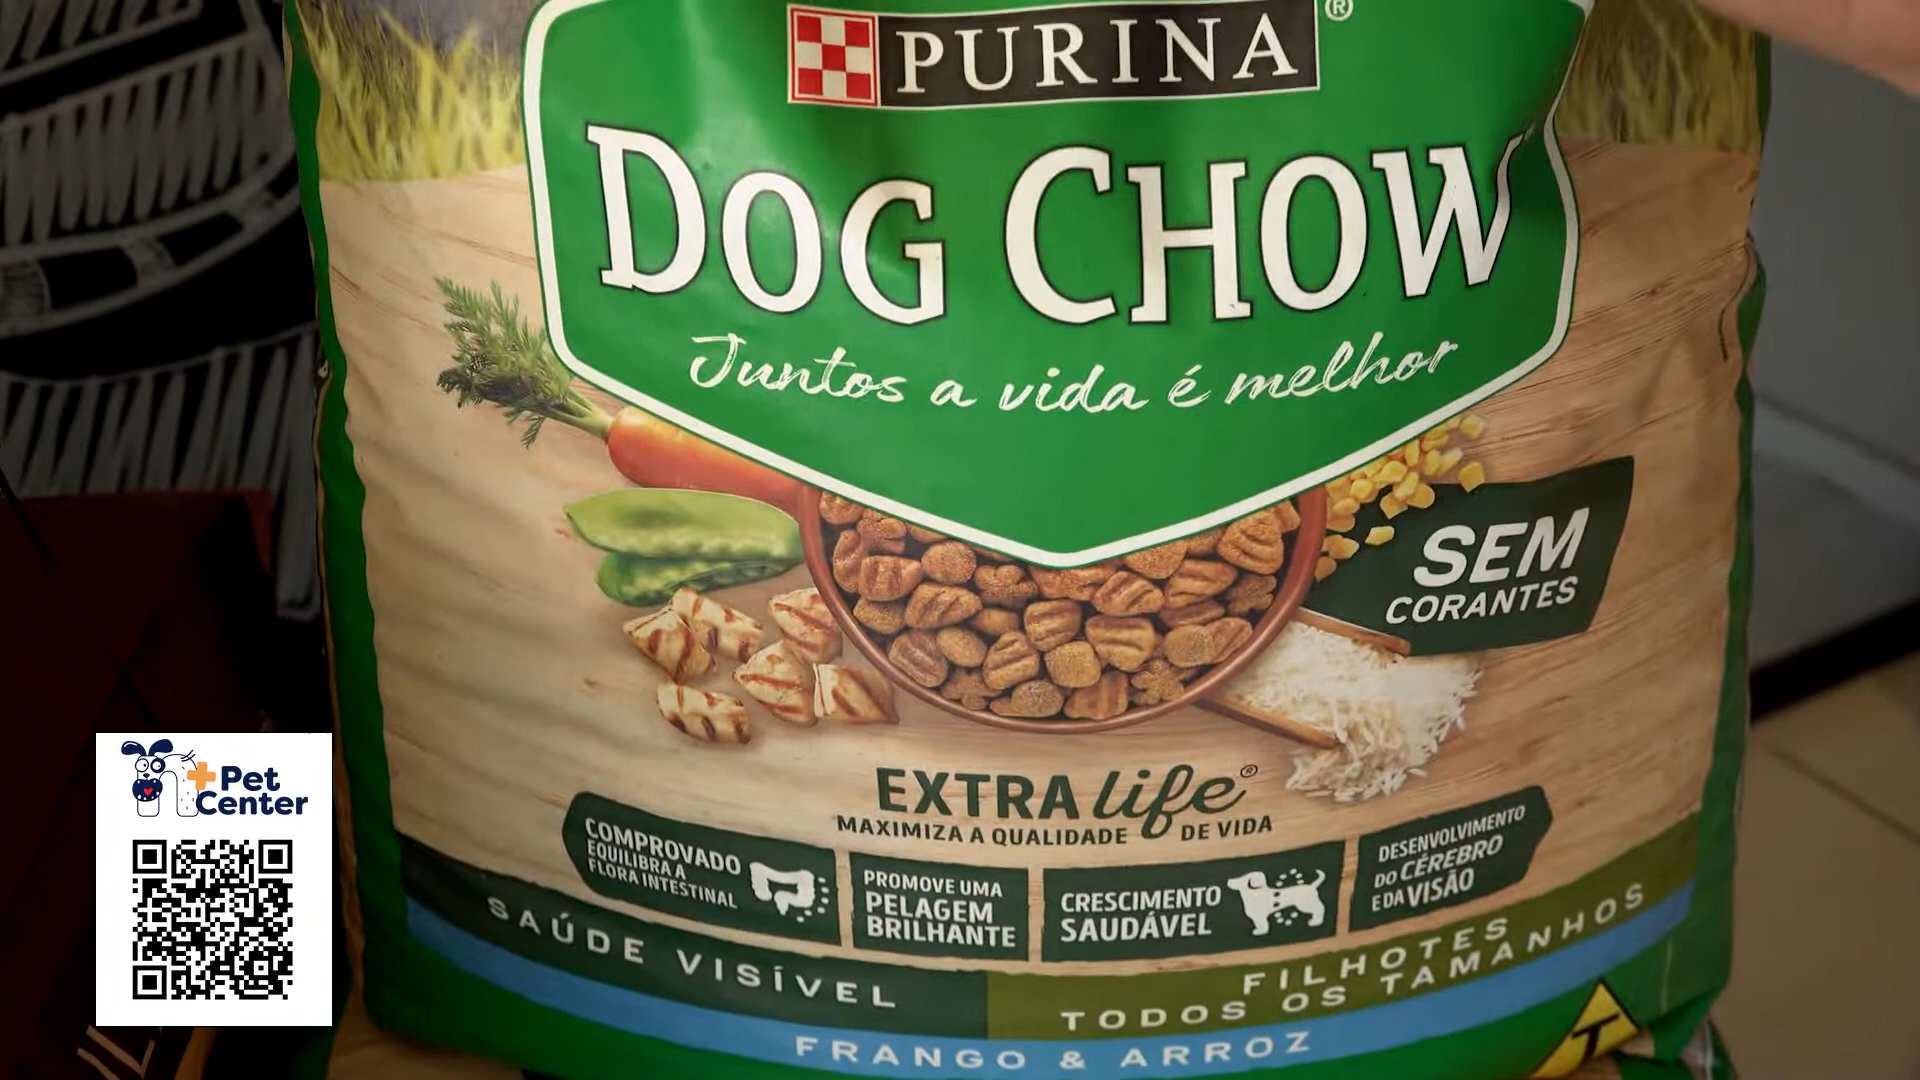 PURINA®
DOG CHOW
Juntos a vida é melhor
SEM
CORANTES
EXTRA life®
MAXIMIZA A QUALIDADE DE VIDA
COMPROVADO
EQUILIBRA A
FLORA INTESTINAL
PROMOVE UMA
PELAGEM
BRILHANTE
CRESCIMENTO
SAUDÁVEL
DESENVOLVIMENTO
DO CÉREBRO
E DA VISÃO
SAÚDE VISÍVEL
FILHOTES
TODOS OS TAMANHOS
FRANGO & ARROZ
T
+Pet
Center